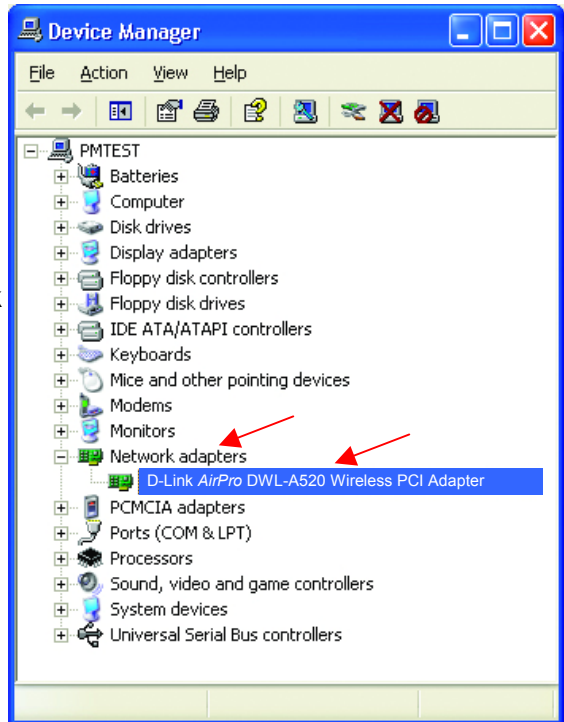 Device Manager
File Action View Help
PMTEST
Batteries
Computer
Disk drives
Display adapters
Floppy disk controllers
Floppy disk drives
IDE ATA/ATAPI controllers
Keyboards
Mice and other pointing devices
Modems
Monitors
Network adapters
D-Link AirPro DWL-A520 Wireless PCI Adapter
PCMCIA adapters
Ports (COM & LPT)
Processors
Sound, video and game controllers
System devices
Universal Serial Bus controllers